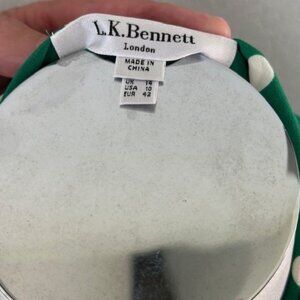 L.K.Bennett
London
MADE IN
CHINA
UK 14
USA 10
EUR 42